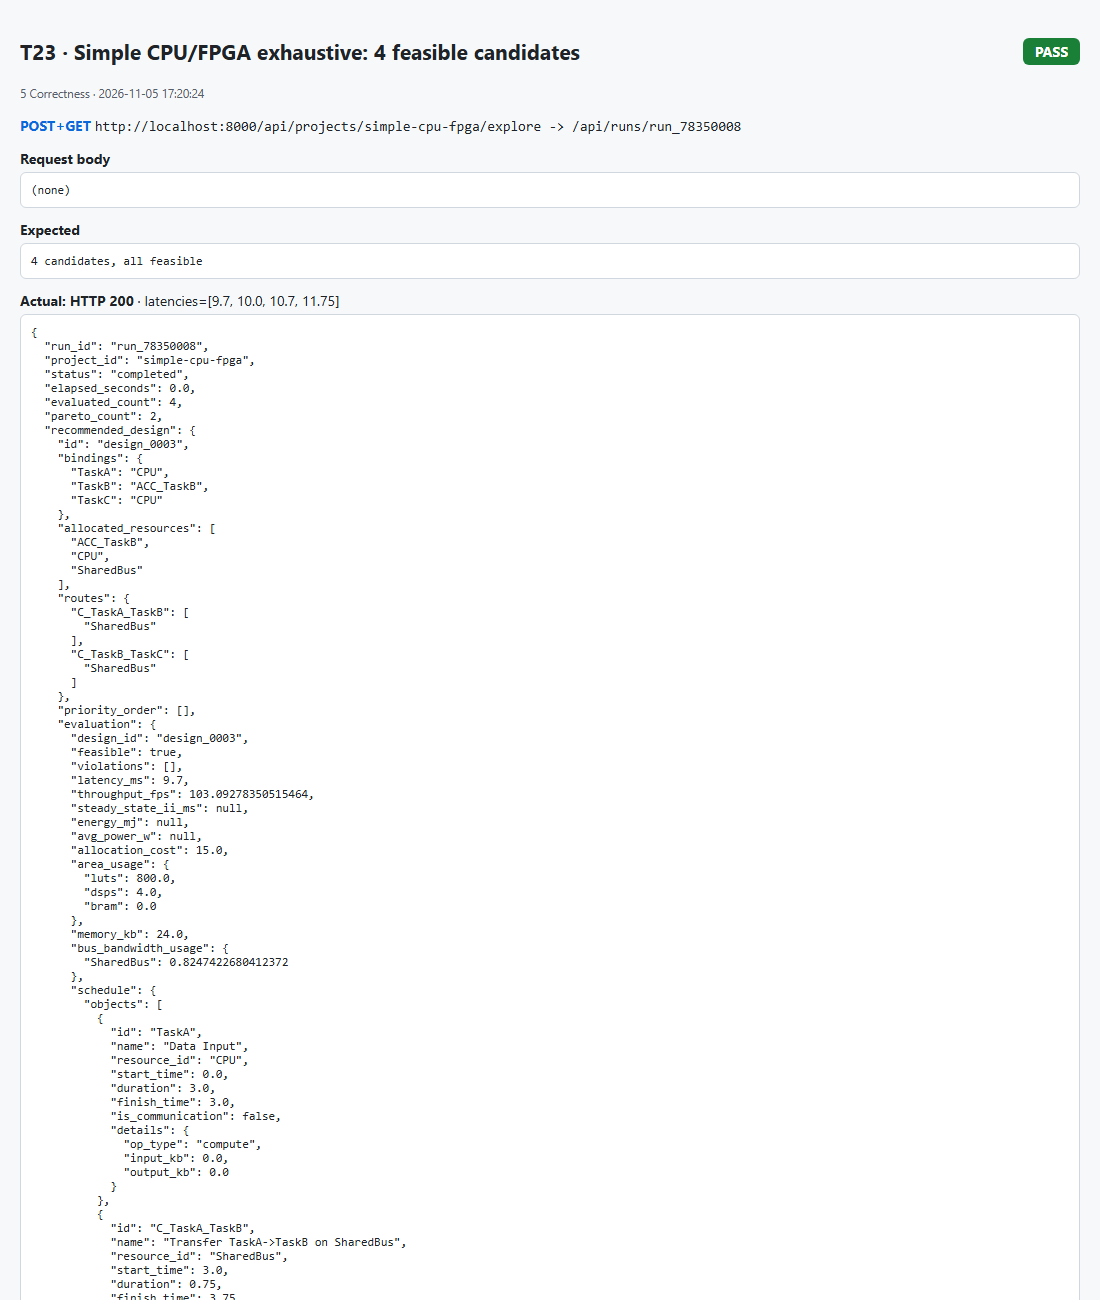 T23 · Simple CPU/FPGA exhaustive: 4 feasible candidates
PASS
5 Correctness · 2026-11-05 17:20:24
POST+GET http://localhost:8000/api/projects/simple-cpu-fpga/explore -> /api/runs/run_78350008
Request body
(none)
Expected
4 candidates, all feasible
Actual: HTTP 200 · latencies=[9.7, 10.0, 10.7, 11.75]
{
  "run_id": "run_78350008",
  "project_id": "simple-cpu-fpga",
  "status": "completed",
  "elapsed_seconds": 0.0,
  "evaluated_count": 4,
  "pareto_count": 2,
  "recommended_design": {
    "id": "design_0003",
    "bindings": {
      "TaskA": "CPU",
      "TaskB": "ACC_TaskB",
      "TaskC": "CPU"
    },
    "allocated_resources": [
      "ACC_TaskB",
      "CPU",
      "SharedBus"
    ],
    "routes": {
      "C_TaskA_TaskB": [
        "SharedBus"
      ],
      "C_TaskB_TaskC": [
        "SharedBus"
      ]
    },
    "priority_order": [],
    "evaluation": {
      "design_id": "design_0003",
      "feasible": true,
      "violations": [],
      "latency_ms": 9.7,
      "throughput_fps": 103.09278350515464,
      "steady_state_ii_ms": null,
      "energy_mj": null,
      "avg_power_w": null,
      "allocation_cost": 15.0,
      "area_usage": {
        "luts": 800.0,
        "dsps": 4.0,
        "bram": 0.0
      },
      "memory_kb": 24.0,
      "bus_bandwidth_usage": {
        "SharedBus": 0.8247422680412372
      },
      "schedule": {
        "objects": [
          {
            "id": "TaskA",
            "name": "Data Input",
            "resource_id": "CPU",
            "start_time": 0.0,
            "duration": 3.0,
            "finish_time": 3.0,
            "is_communication": false,
            "details": {
              "op_type": "compute",
              "input_kb": 0.0,
              "output_kb": 0.0
            }
          },
          {
            "id": "C_TaskA_TaskB",
            "name": "Transfer TaskA->TaskB on SharedBus",
            "resource_id": "SharedBus",
            "start_time": 3.0,
            "duration": 0.75,
            "finish_time": 3.75